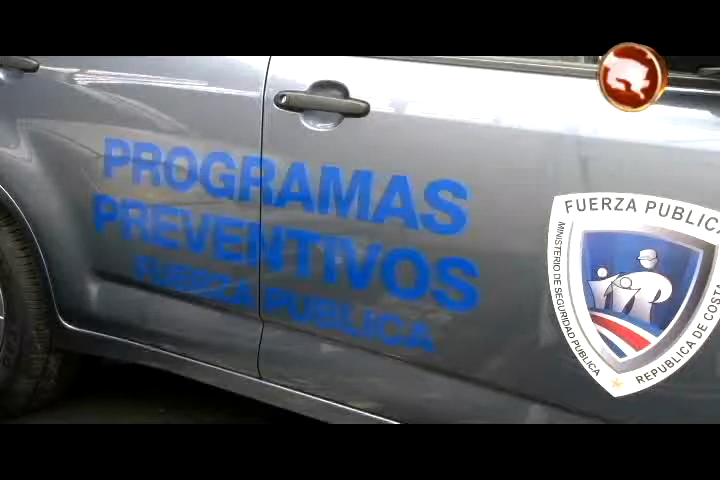 PROGRAMAS
PREVENTIVOS
FUERZA PUBLICA
FUERZA PUBLICA
MINISTERIO DE SEGURIDAD PUBLICA
REPUBLICA DE COSTA